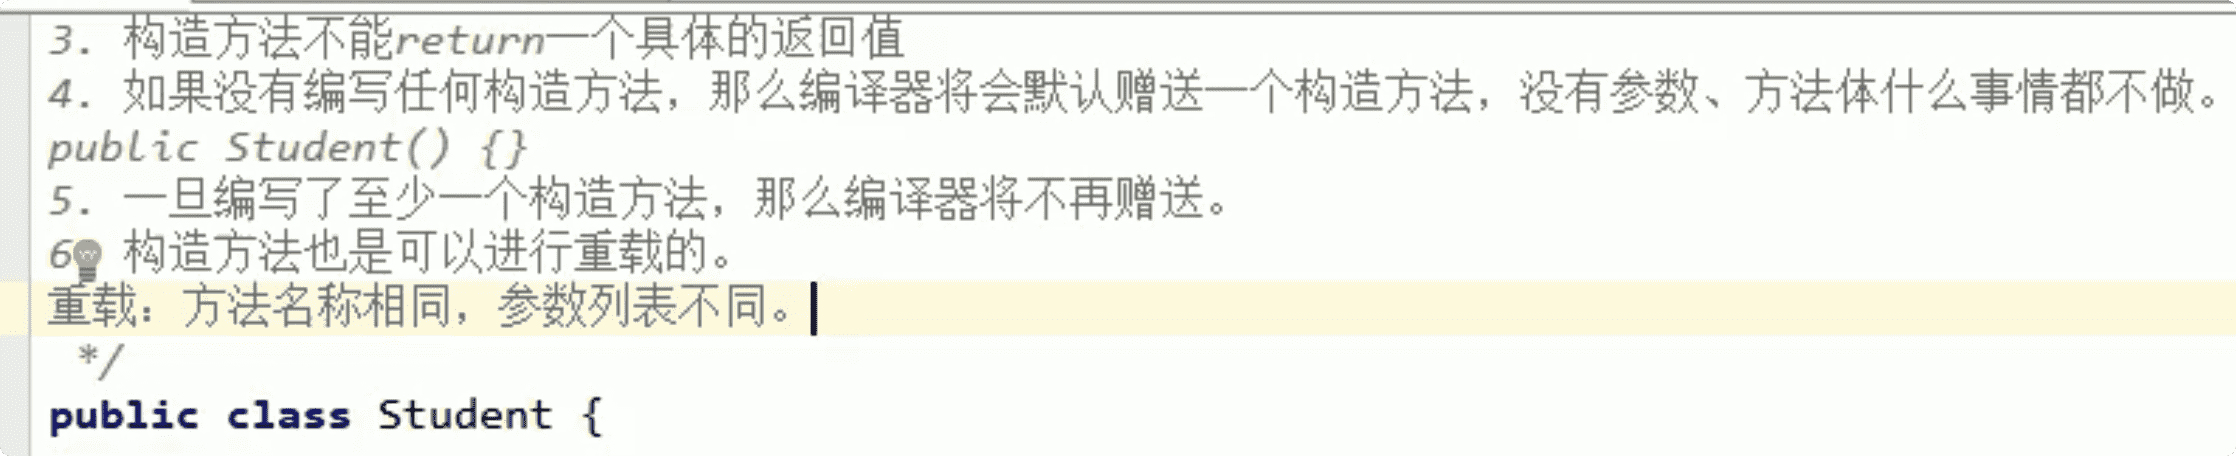 3. 构造方法不能return一个具体的返回值
4. 如果没有编写任何构造方法，那么编译器将会默认赠送一个构造方法，没有参数、方法体什么事情都不做。
public Student() {}
5. 一旦编写了至少一个构造方法，那么编译器将不再赠送。
6 构造方法也是可以进行重载的。
重载：方法名称相同，参数列表不同。
*/
public class Student {